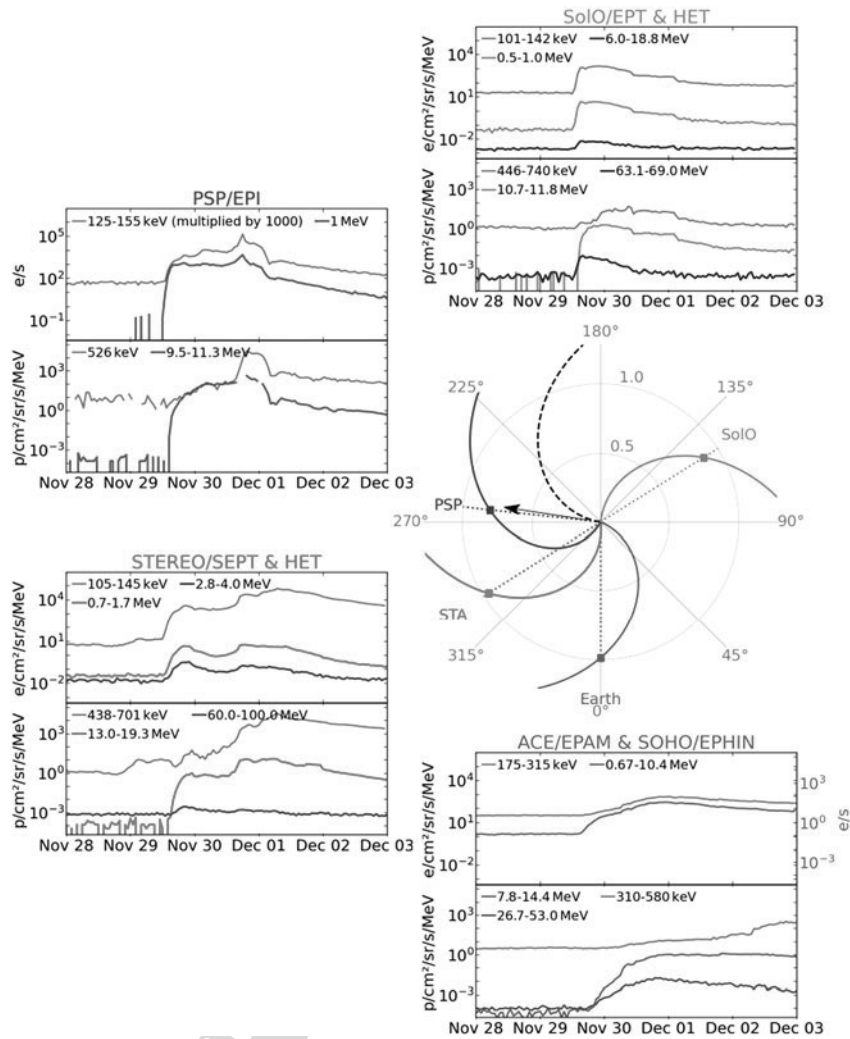 SolO/EPT & HET
101-142 keV 6.0-18.8 MeV
0.5-1.0 MeV
10⁴
10¹
10⁻²
e/cm²/sr/s/MeV
446-740 keV 63.1-69.0 MeV
10.7-11.8 MeV
10³
10⁰
10⁻³
p/cm²/sr/s/MeV
Nov 28 Nov 29 Nov 30 Dec 01 Dec 02 Dec 03
PSP/EPI
125-155 keV (multiplied by 1000) 1 MeV
10⁵
10²
10⁻¹
e/s
526 keV 9.5-11.3 MeV
10³
10⁰
10⁻³
p/cm²/sr/s/MeV
Nov 28 Nov 29 Nov 30 Dec 01 Dec 02 Dec 03
180°
225° 135°
1.0
0.5
SolO
PSP
270° 90°
STA
315° 45°
Earth
0°
STEREO/SEPT & HET
105-145 keV 2.8-4.0 MeV
0.7-1.7 MeV
10⁴
10¹
10⁻²
e/cm²/sr/s/MeV
438-701 keV 60.0-100.0 MeV
13.0-19.3 MeV
10³
10⁰
10⁻³
p/cm²/sr/s/MeV
Nov 28 Nov 29 Nov 30 Dec 01 Dec 02 Dec 03
ACE/EPAM & SOHO/EPHIN
175-315 keV 0.67-10.4 MeV
10⁴
10¹
10⁻²
e/cm²/sr/s/MeV
10³
10⁰
10⁻³
e/s
7.8-14.4 MeV 310-580 keV
26.7-53.0 MeV
10³
10⁰
10⁻³
p/cm²/sr/s/MeV
Nov 28 Nov 29 Nov 30 Dec 01 Dec 02 Dec 03